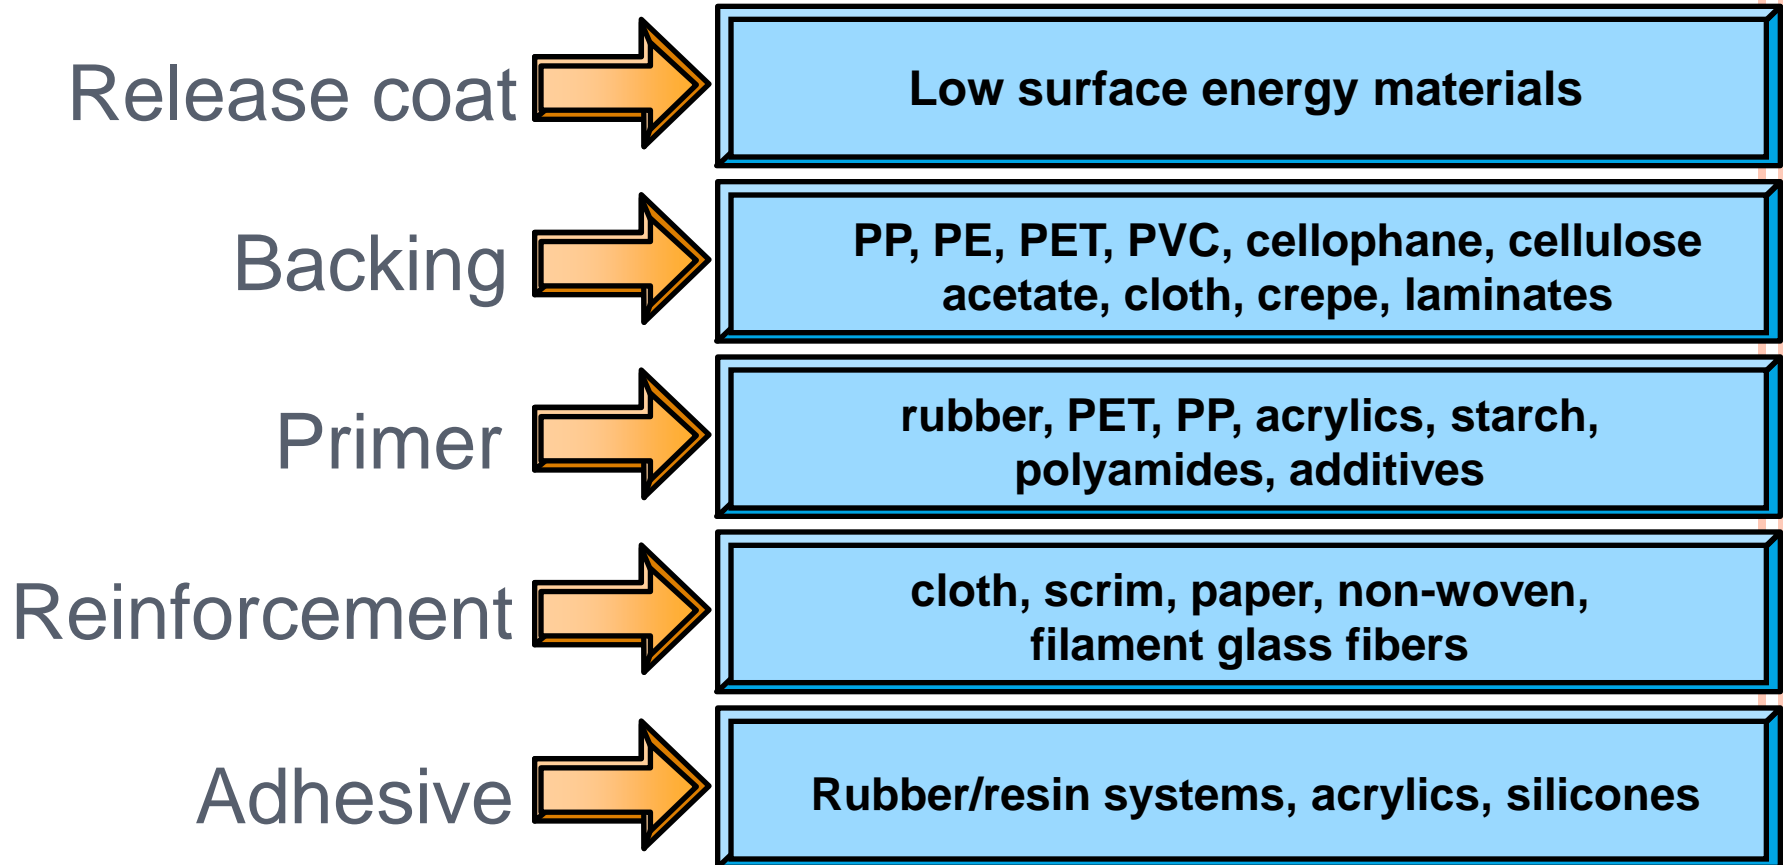 Release coat
Low surface energy materials
Backing
PP, PE, PET, PVC, cellophane, cellulose
acetate, cloth, crepe, laminates
Primer
rubber, PET, PP, acrylics, starch,
polyamides, additives
Reinforcement
cloth, scrim, paper, non-woven,
filament glass fibers
Adhesive
Rubber/resin systems, acrylics, silicones